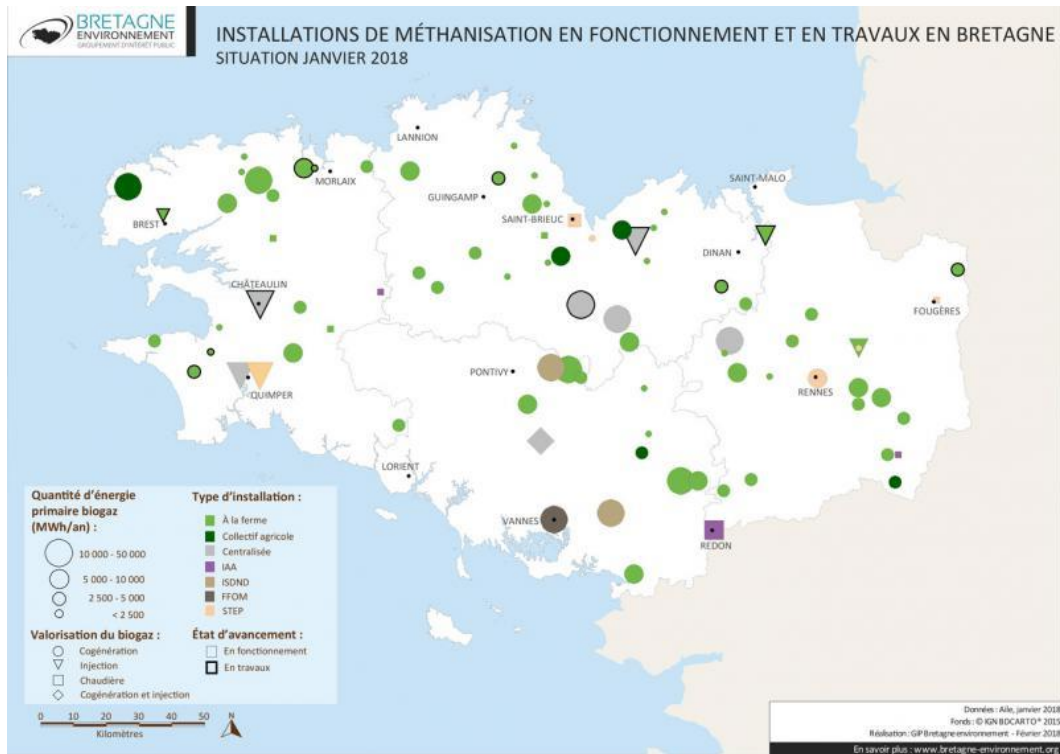 BRETAGNE
ENVIRONNEMENT
GROUPEMENT D'INTÉRÊT PUBLIC
INSTALLATIONS DE MÉTHANISATION EN FONCTIONNEMENT ET EN TRAVAUX EN BRETAGNE
SITUATION JANVIER 2018
LANNION
MORLAIX
GUINGAMP
SAINT-MALO
BREST
SAINT-BRIEUC
DINAN
CHÂTEAULIN
FOUGÈRES
PONTIVY
RENNES
QUIMPER
LORIENT
VANNES
REDON
Quantité d'énergie
primaire biogaz
(MWh/an) :
10 000 - 50 000
5 000 - 10 000
2 500 - 5 000
< 2 500
Type d'installation :
À la ferme
Collectif agricole
Centralisée
IAA
ISDND
FFOM
STEP
Valorisation du biogaz :
Cogénération
Injection
Chaudière
Cogénération et injection
État d'avancement :
En fonctionnement
En travaux
0 10 20 30 40 50
Kilomètres
N
Données : Aile, janvier 2018
Fonds : © IGN BDCARTO® 2015
Réalisation : GIP Bretagne environnement - Février 2018
En savoir plus : www.bretagne-environnement.org